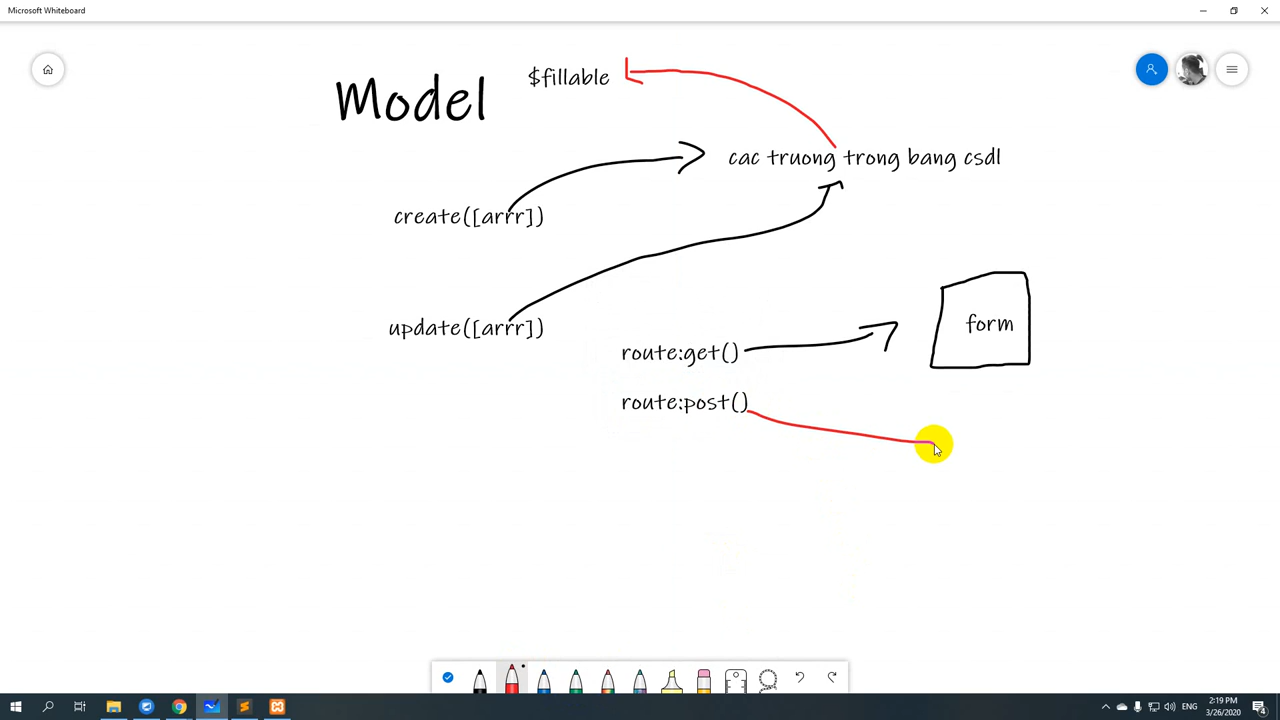 Microsoft Whiteboard
Model
$fillable
cac truong trong bang csdl
create([arrr])
update([arrr])
form
route:get()
route:post()
ENG
2:19 PM
3/26/2020
4